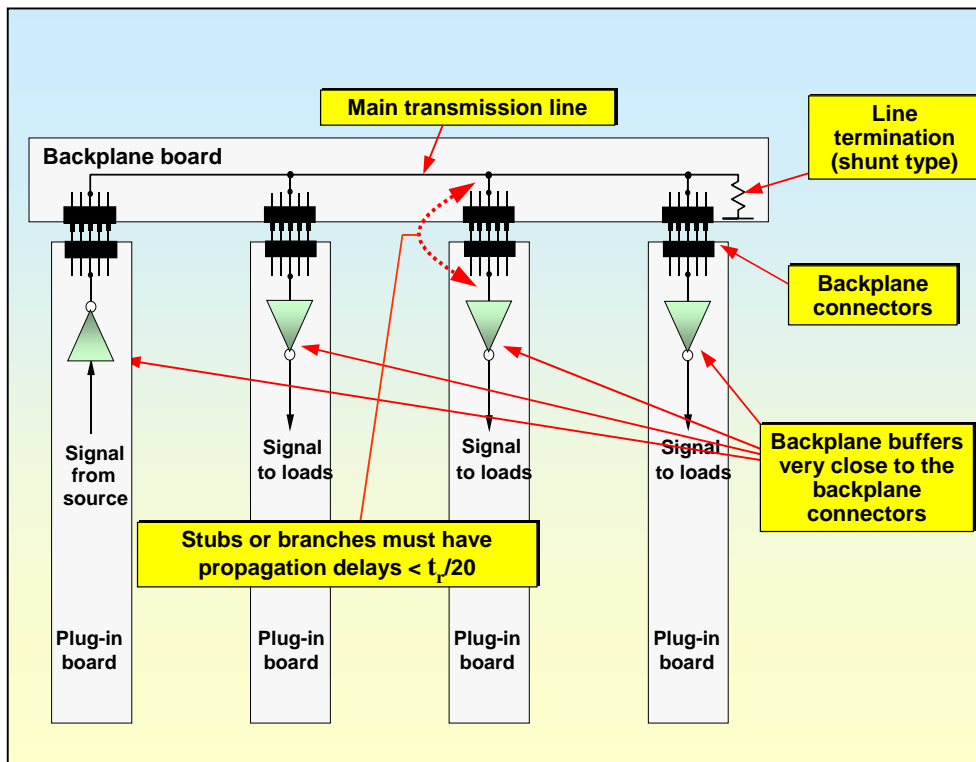 Main transmission line
Line
termination
(shunt type)
Backplane board
Backplane
connectors
Signal
from
source
Signal
to loads
Signal
to loads
Signal
to loads
Backplane buffers
very close to the
backplane
connectors
Stubs or branches must have
propagation delays < tr/20
Plug-in
board
Plug-in
board
Plug-in
board
Plug-in
board